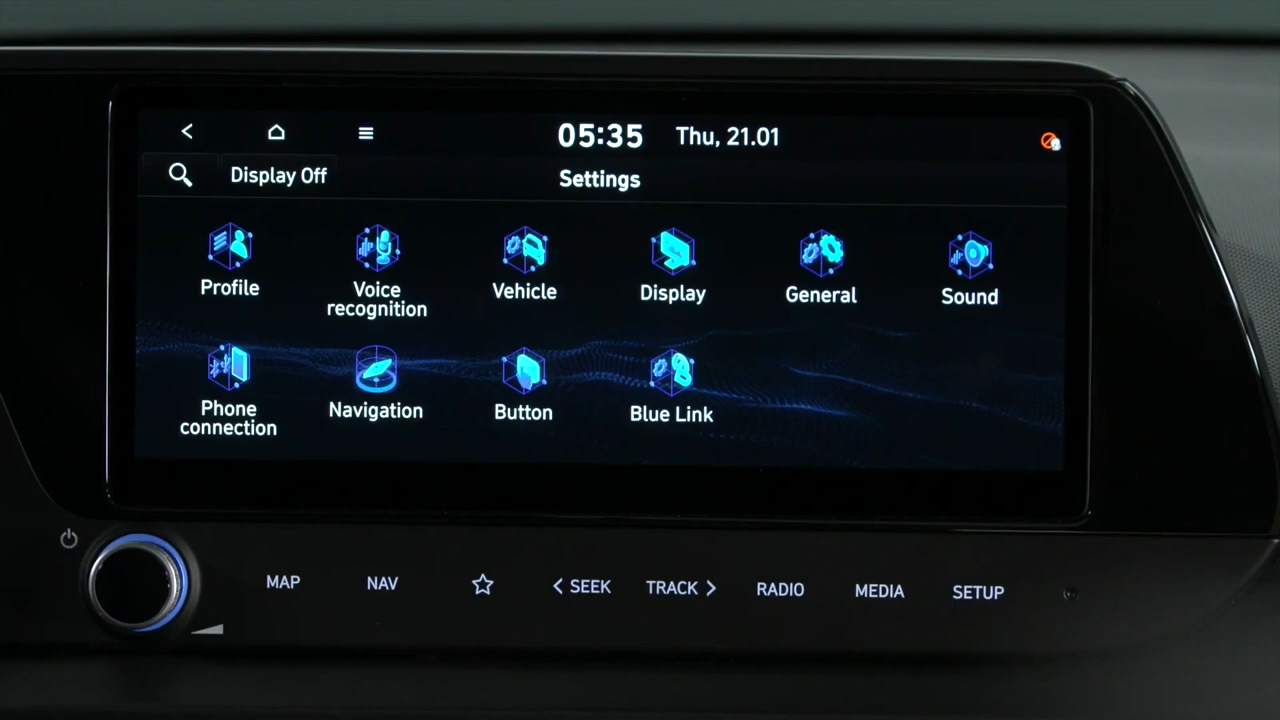 05:35 Thu, 21.01
Display Off
Settings
Profile
Voice
recognition
Vehicle
Display
General
Sound
Phone
connection
Navigation
Button
Blue Link
MAP
NAV
SEEK
TRACK
RADIO
MEDIA
SETUP